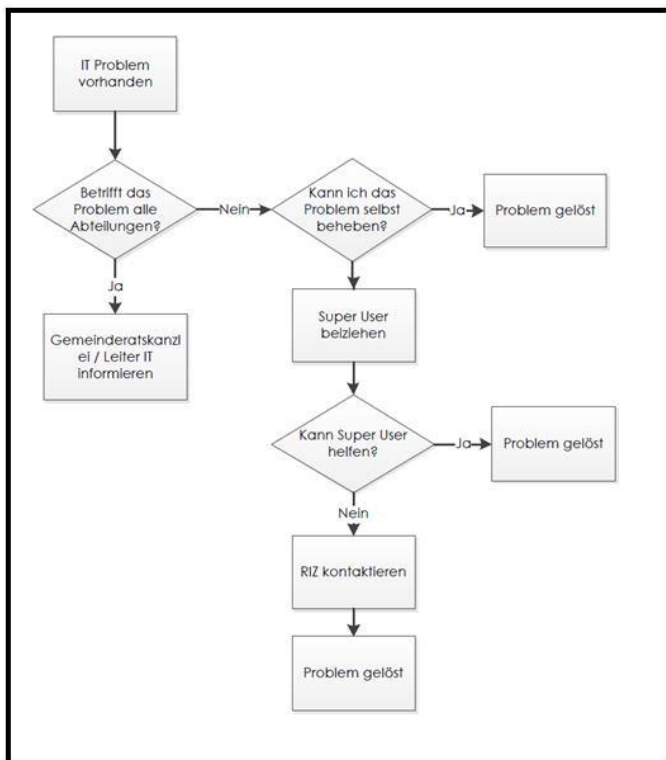 IT Problem
vorhanden
Betrifft das
Problem alle
Abteilungen?
Nein
Kann ich das
Problem selbst
beheben?
Ja
Problem gelöst
Ja
Gemeinderatskanzl
ei / Leiter IT
informieren
Super User
beiziehen
Kann Super User
helfen?
Ja
Problem gelöst
Nein
RIZ kontaktieren
Problem gelöst